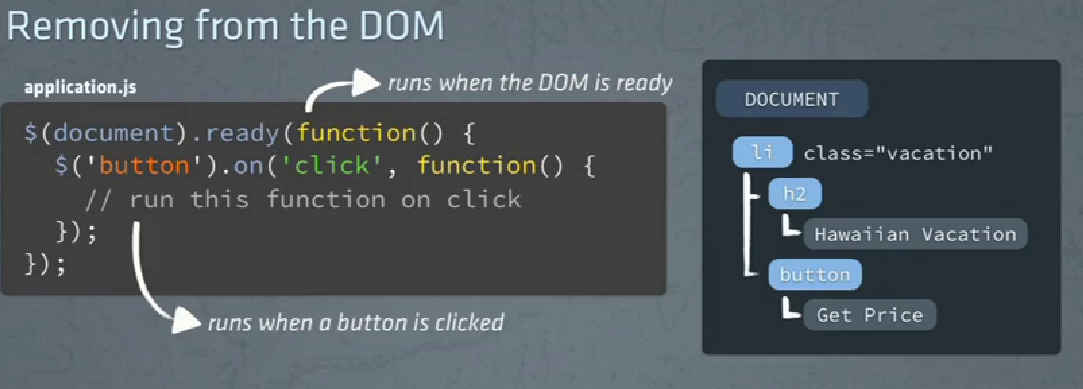 Removing from the DOM
application.js
runs when the DOM is ready
$(document).ready(function() {
$('button').on('click', function() {
// run this function on click
});
});
runs when a button is clicked
DOCUMENT
li class="vacation"
h2
Hawaiian Vacation
button
Get Price